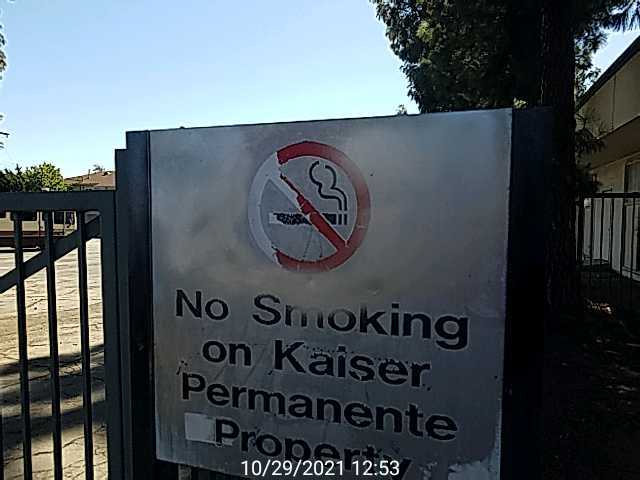 No Smoking
on Kaiser
Permanente
Property
10/29/2021 12:53